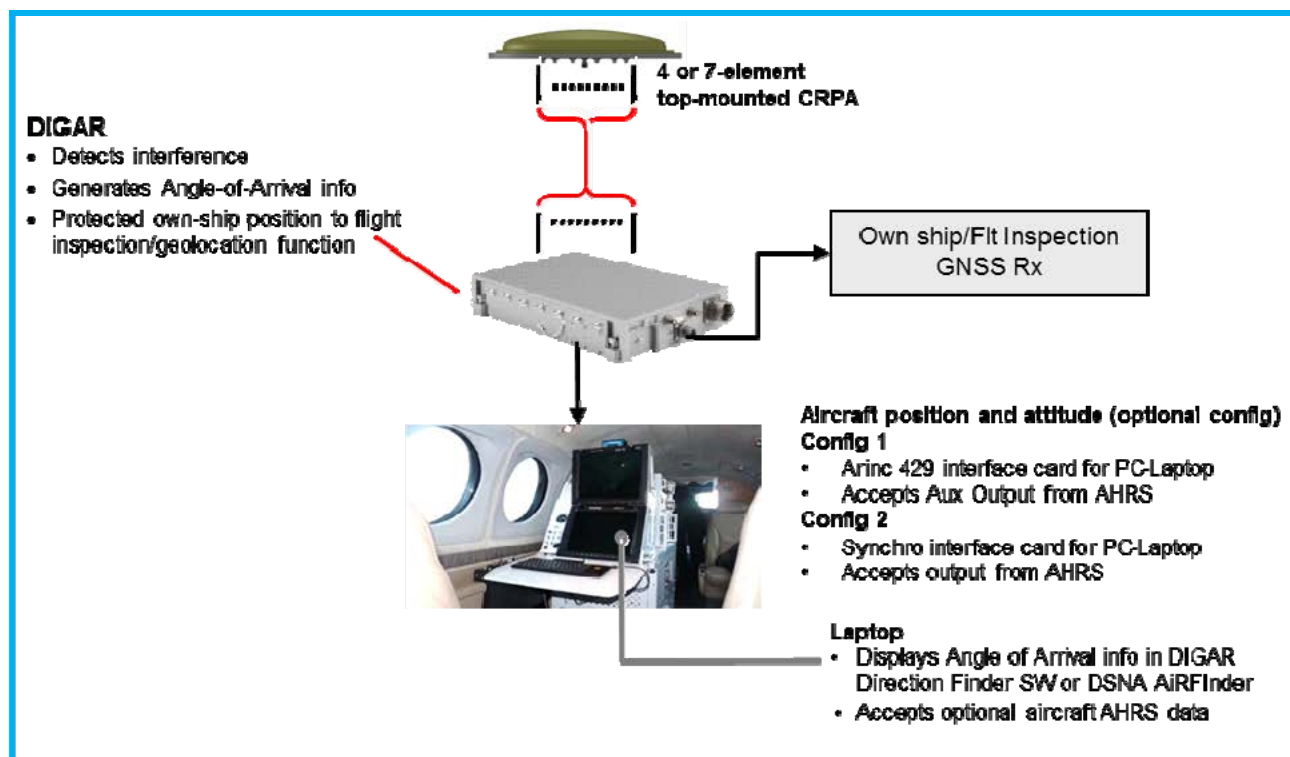 4 or 7-element
top-mounted CRPA
DIGAR
• Detects interference
• Generates Angle-of-Arrival info
• Protected own-ship position to flight
inspection/geolocation function
Own ship/Flt Inspection
GNSS Rx
Aircraft position and attitude (optional config)
Config 1
• Arinc 429 interface card for PC-Laptop
• Accepts Aux Output from AHRS
Config 2
• Synchro interface card for PC-Laptop
• Accepts output from AHRS
Laptop
• Displays Angle of Arrival info in DIGAR
Direction Finder SW or DSNA AiRFInder
• Accepts optional aircraft AHRS data